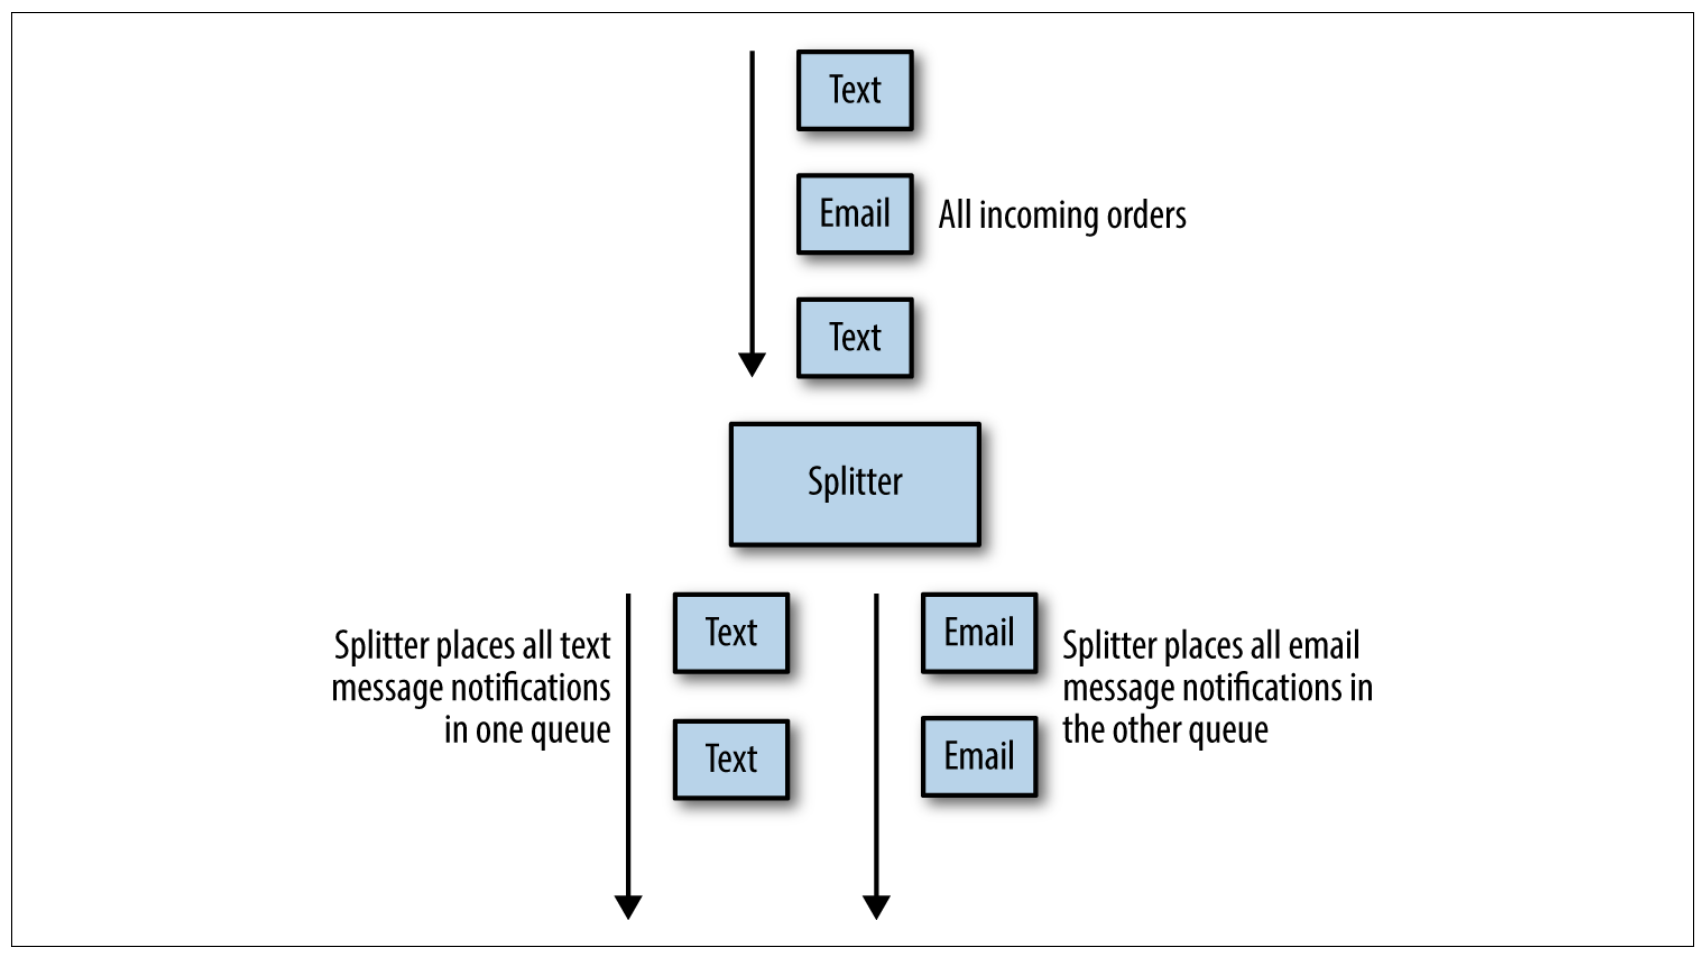 Text
Email
All incoming orders
Text
Splitter
Splitter places all text
message notifications
in one queue
Text
Text
Email
Email
Splitter places all email
message notifications in
the other queue